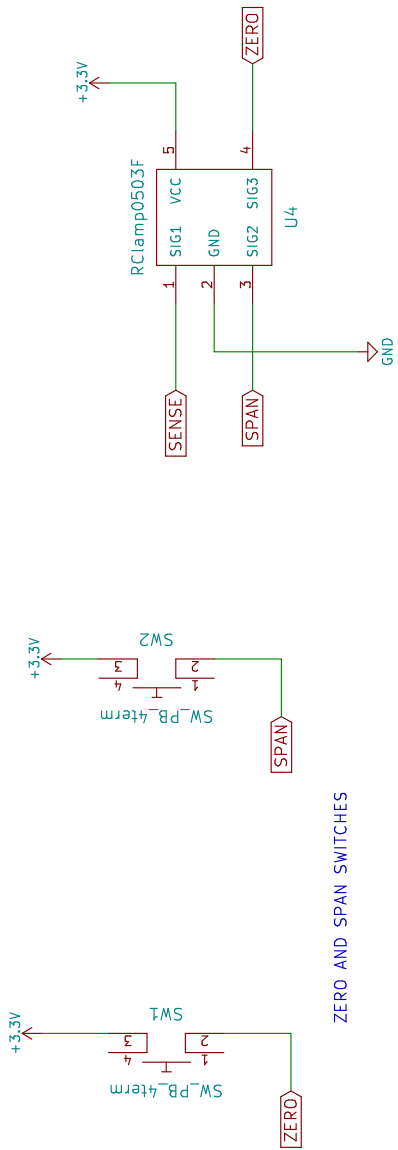 ZERO
+3.3V
RClamp0503F
5
4
VCC
SIG3
SIG1
GND
SIG2
U4
1
2
3
GND
SENSE
SPAN
SW2
+3.3V
3
2
4
1
SW_PB_4term
SPAN
ZERO AND SPAN SWITCHES
SW1
+3.3V
3
2
4
1
SW_PB_4term
ZERO